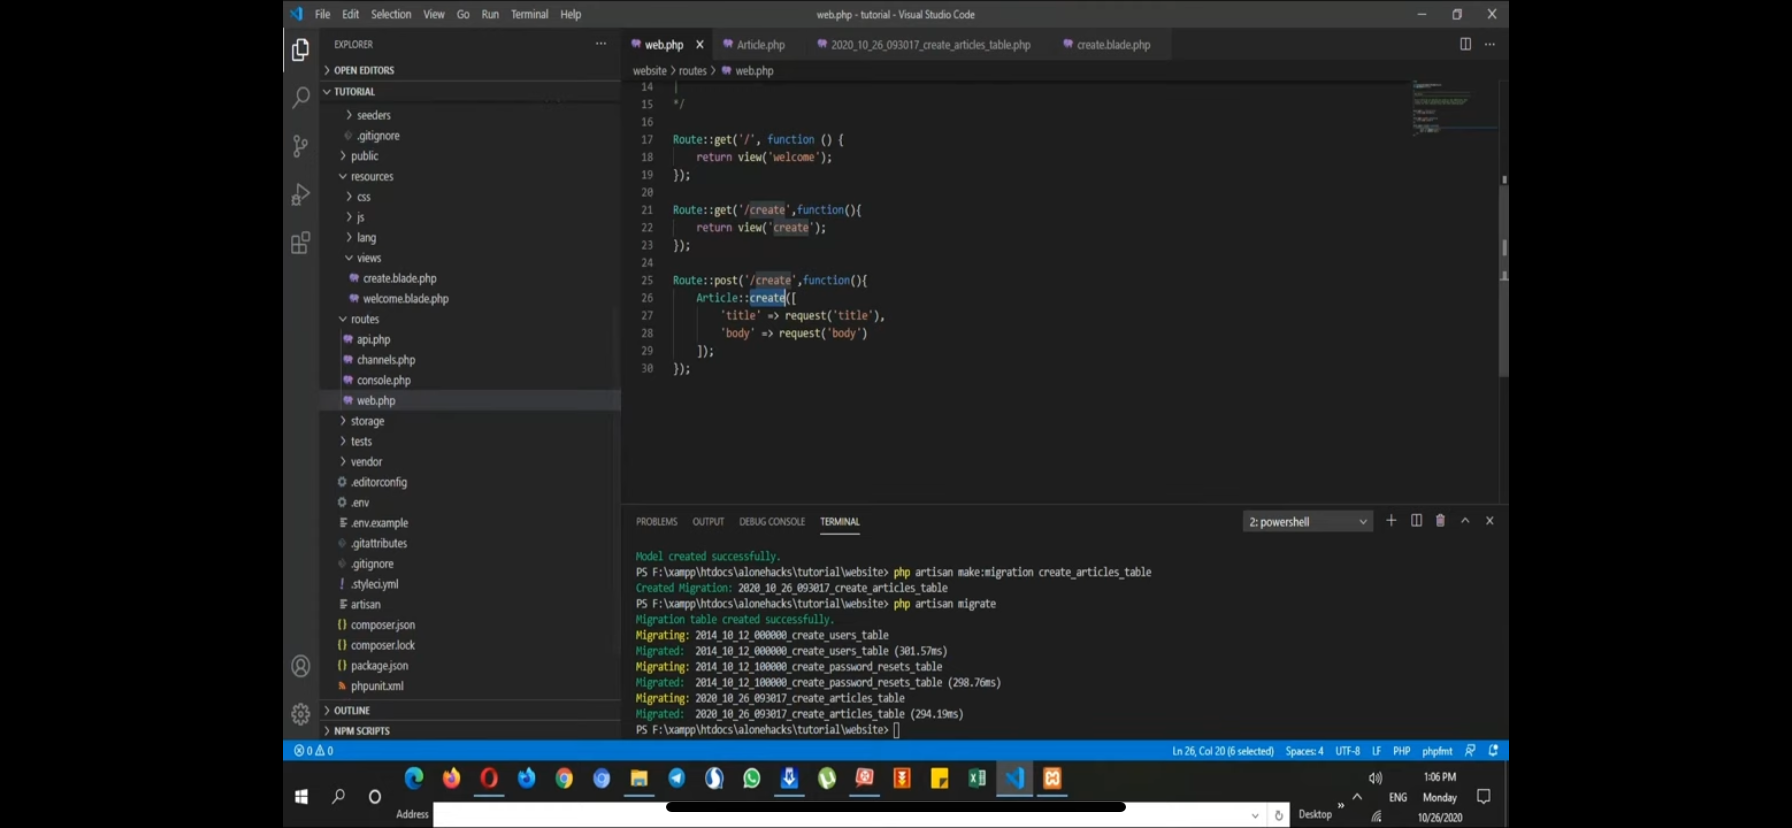 File Edit Selection View Go Run Terminal Help
web.php - tutorial - Visual Studio Code
EXPLORER
OPEN EDITORS
TUTORIAL
seeders
.gitignore
public
resources
css
js
lang
views
create.blade.php
welcome.blade.php
routes
api.php
channels.php
console.php
web.php
storage
tests
vendor
.editorconfig
.env
.env.example
.gitattributes
.gitignore
.styleci.yml
artisan
composer.json
composer.lock
package.json
phpunit.xml
OUTLINE
NPM SCRIPTS
web.php Article.php 2020_10_26_093017_create_articles_table.php create.blade.php
website > routes > web.php
14 |
15 */
16
17 Route::get('/', function () {
18 return view('welcome');
19 });
20
21 Route::get('/create',function(){
22 return view('create');
23 });
24
25 Route::post('/create',function(){
26 Article::create([
27 'title' => request('title'),
28 'body' => request('body')
29 ]);
30 });
PROBLEMS OUTPUT DEBUG CONSOLE TERMINAL
2: powershell
Model created successfully.
PS F:\xampp\htdocs\alonehacks\tutorial\website> php artisan make:migration create_articles_table
Created Migration: 2020_10_26_093017_create_articles_table
PS F:\xampp\htdocs\alonehacks\tutorial\website> php artisan migrate
Migration table created successfully.
Migrating: 2014_10_12_000000_create_users_table
Migrated: 2014_10_12_000000_create_users_table (301.57ms)
Migrating: 2014_10_12_100000_create_password_resets_table
Migrated: 2014_10_12_100000_create_password_resets_table (298.76ms)
Migrating: 2020_10_26_093017_create_articles_table
Migrated: 2020_10_26_093017_create_articles_table (294.19ms)
PS F:\xampp\htdocs\alonehacks\tutorial\website>
0 0
Ln 26, Col 20 (6 selected) Spaces: 4 UTF-8 LF PHP phpfmt
1:06 PM
ENG Monday
10/26/2020
Address
Desktop